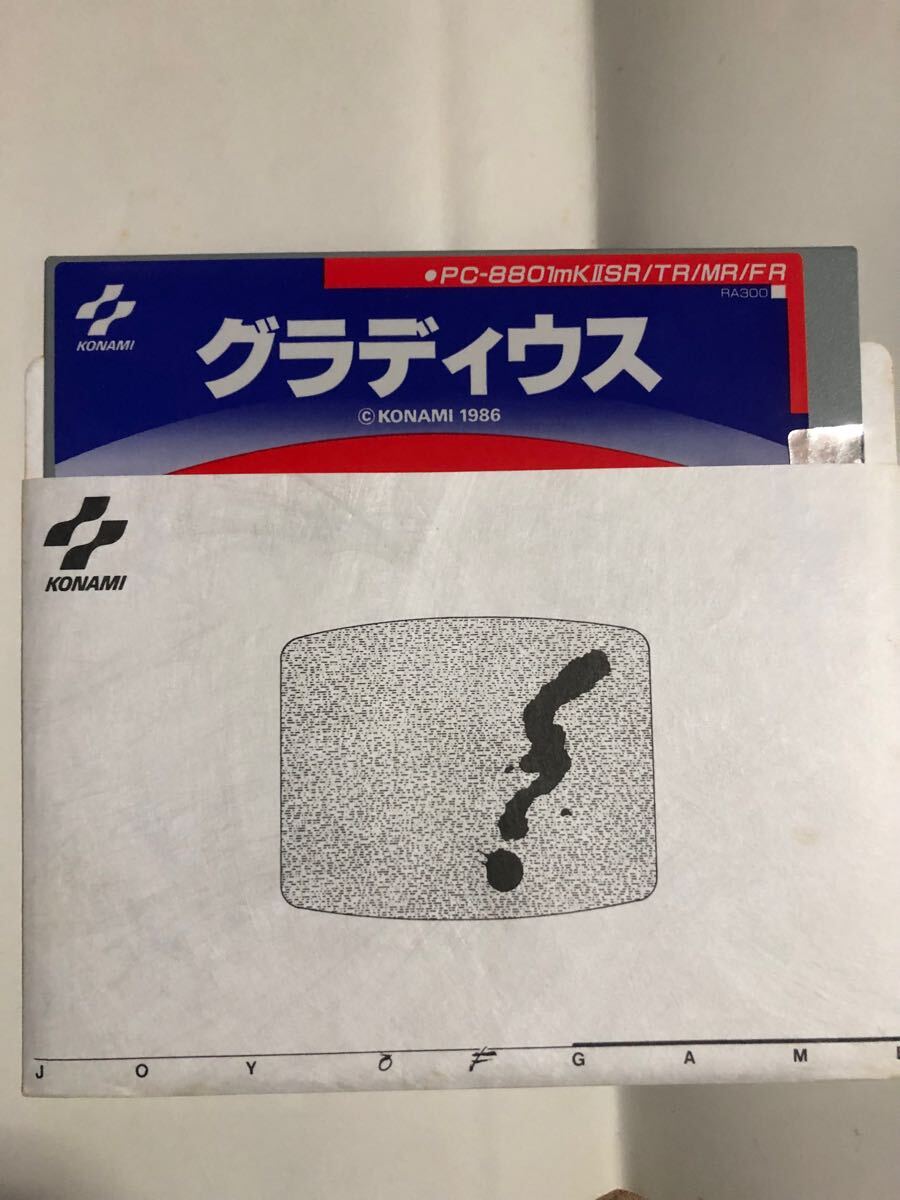 ●PC-8801mKⅡSR/TR/MR/FR
RA300
KONAMI
グラディウス
© KONAMI 1986
KONAMI
J O Y O F G A M E